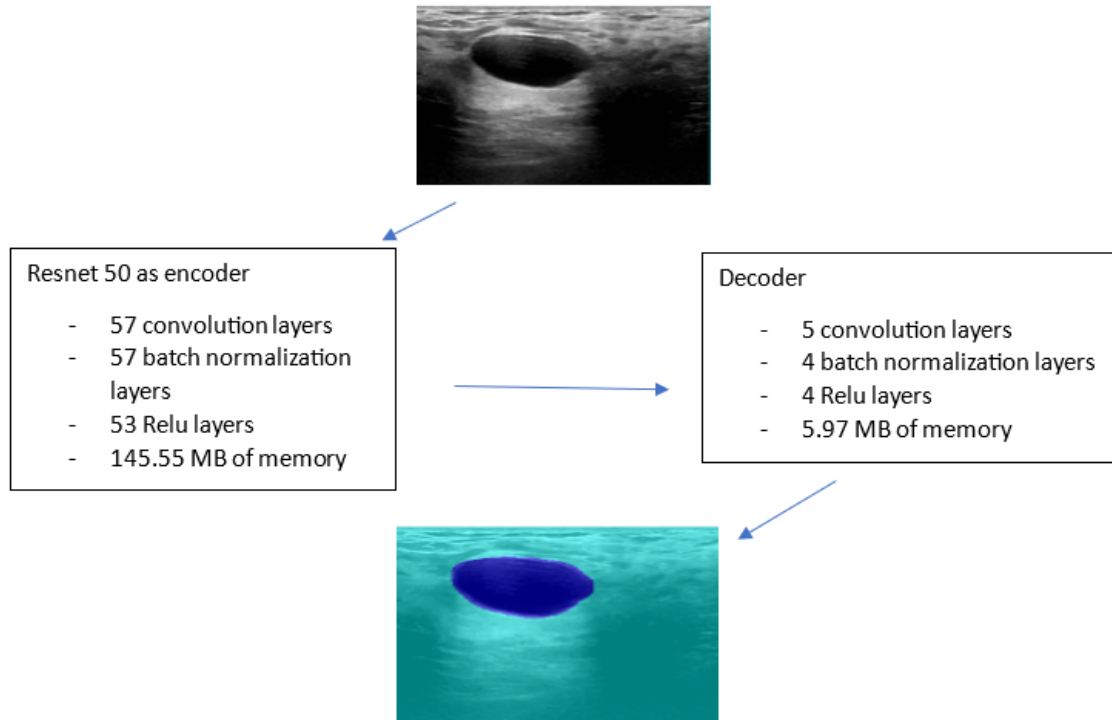 Resnet 50 as encoder
- 57 convolution layers
- 57 batch normalization
layers
- 53 Relu layers
- 145.55 MB of memory
Decoder
- 5 convolution layers
- 4 batch normalization layers
- 4 Relu layers
- 5.97 MB of memory